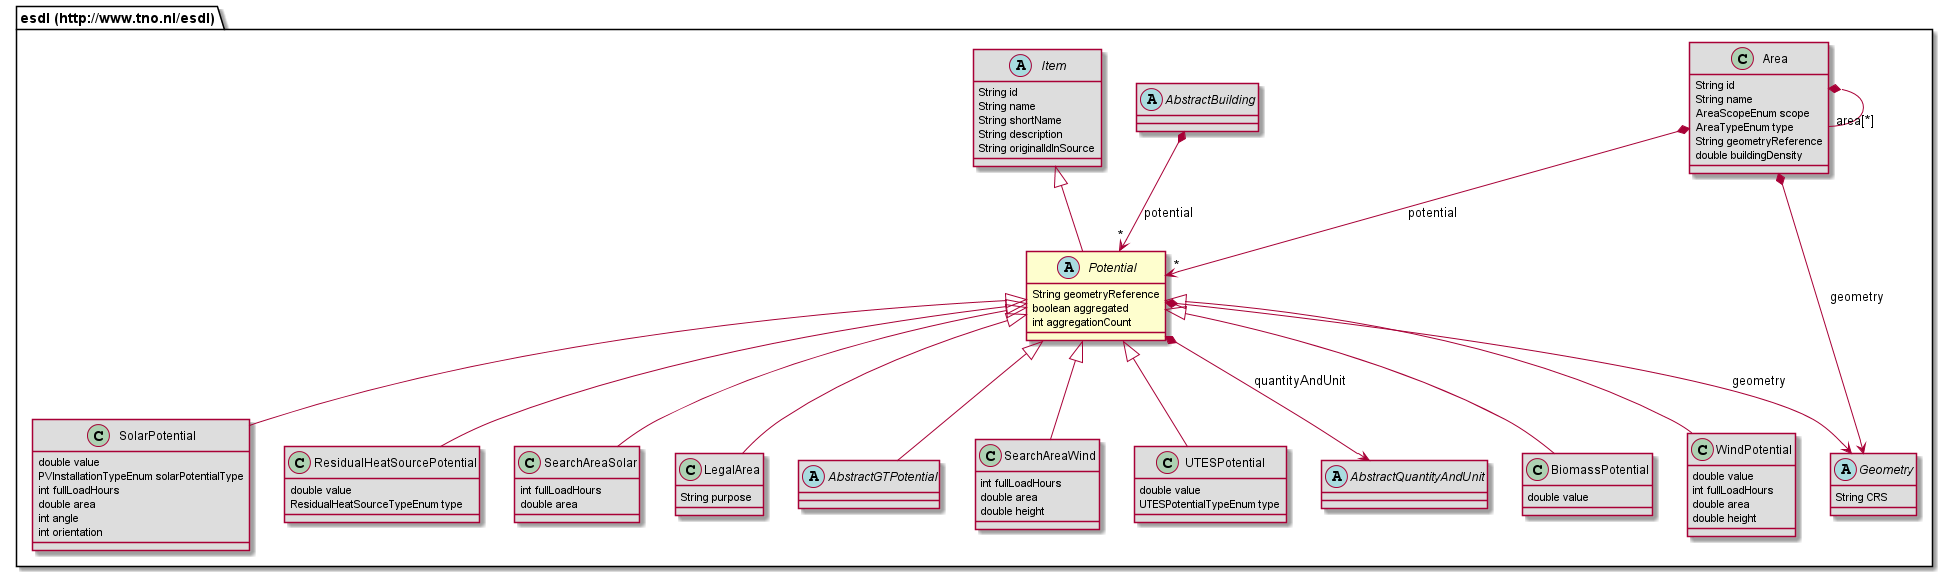 esdl (http://www.tno.nl/esdl)
A Item
String id
String name
String shortName
String description
String originalIdInSource
A AbstractBuilding
C Area
String id
String name
AreaScopeEnum scope
AreaTypeEnum type
String geometryReference
double buildingDensity
area[*]
potential
*
potential
*
geometry
A Potential
String geometryReference
boolean aggregated
int aggregationCount
quantityAndUnit
geometry
C SolarPotential
double value
PVInstallationTypeEnum solarPotentialType
int fullLoadHours
double area
int angle
int orientation
C ResidualHeatSourcePotential
double value
ResidualHeatSourceTypeEnum type
C SearchAreaSolar
int fullLoadHours
double area
C LegalArea
String purpose
A AbstractGTPotential
C SearchAreaWind
int fullLoadHours
double area
double height
C UTESPotential
double value
UTESPotentialTypeEnum type
A AbstractQuantityAndUnit
C BiomassPotential
double value
C WindPotential
double value
int fullLoadHours
double area
double height
A Geometry
String CRS